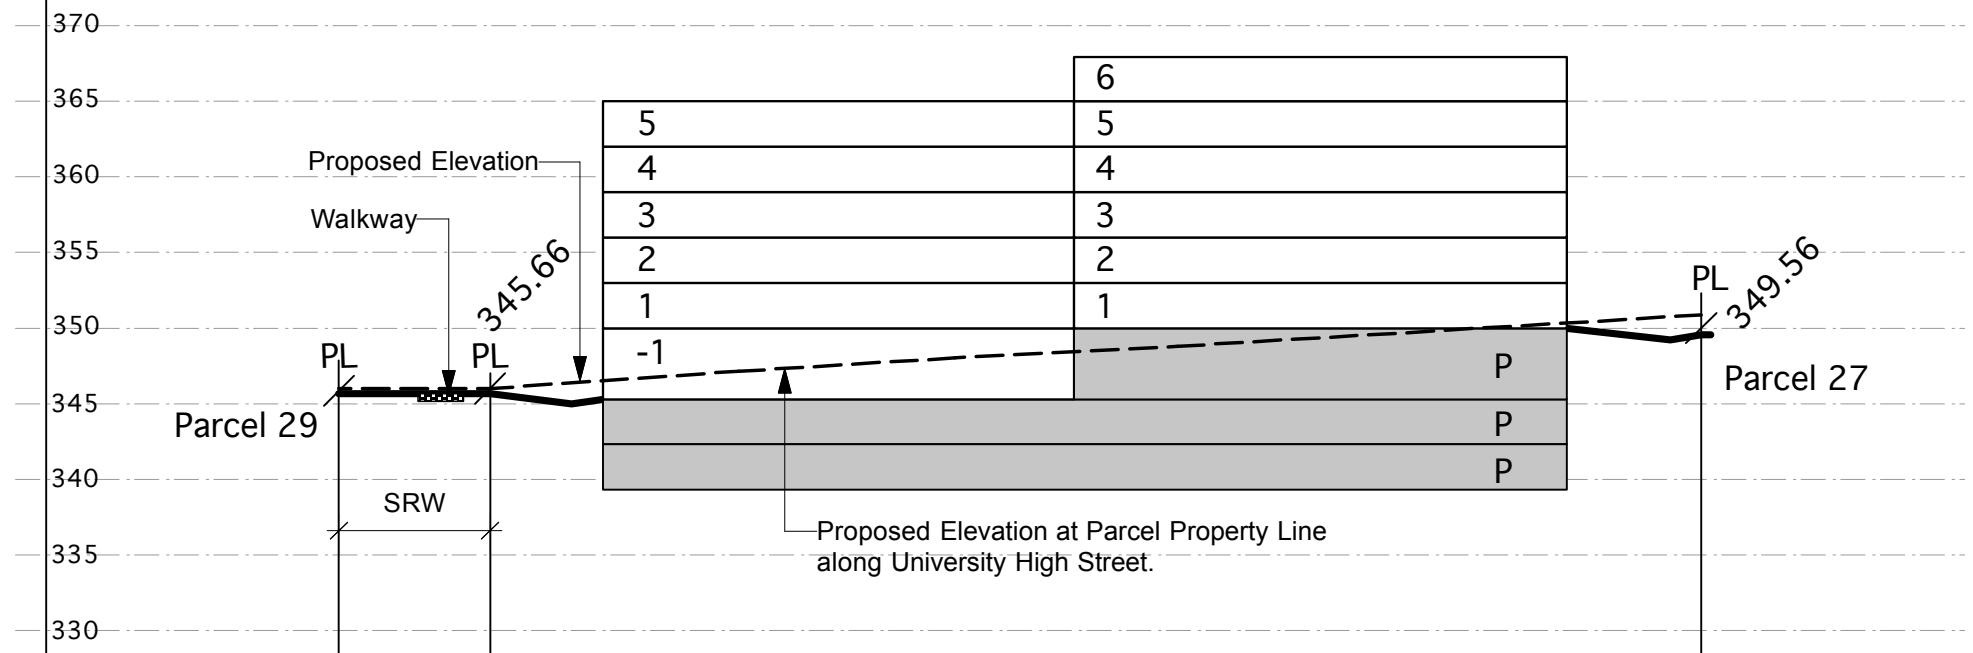 370
6
365
5 5
Proposed Elevation
360
4 4
Walkway
3 3
355
345.66
2 2
PL
349.56
350
1 1
PL PL
-1
P
Parcel 27
345
Parcel 29
P
340
P
SRW
Proposed Elevation at Parcel Property Line
along University High Street.
335
330